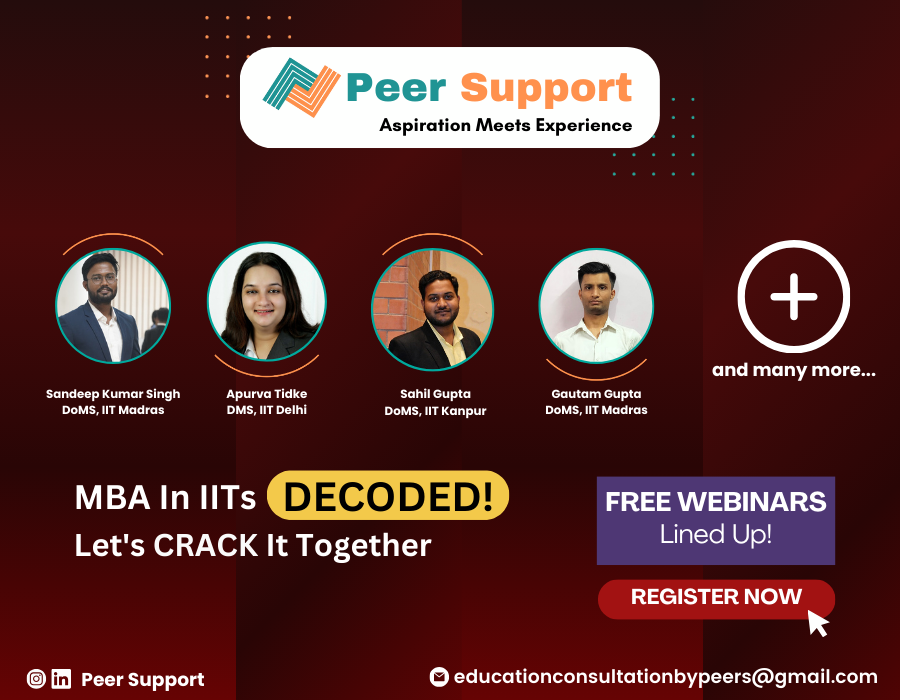 Peer Support
Aspiration Meets Experience
and many more...
Sandeep Kumar Singh
DoMS, IIT Madras
Apurva Tidke
DMS, IIT Delhi
Sahil Gupta
DoMS, IIT Kanpur
Gautam Gupta
DoMS, IIT Madras
MBA In IITs DECODED!
Let's CRACK It Together
FREE WEBINARS
Lined Up!
REGISTER NOW
Peer Support
educationconsultationbypeers@gmail.com